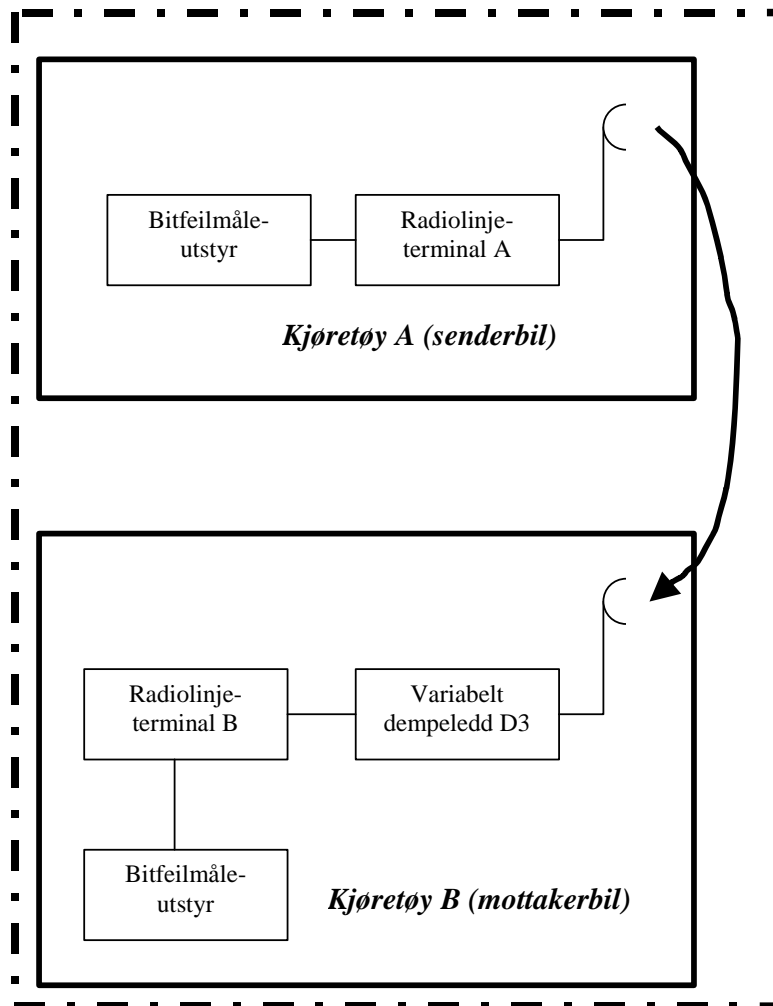 Bitfeilmåle-
utstyr
Radiolinje-
terminal A
Kjøretøy A (senderbil)
Radiolinje-
terminal B
Variabelt
dempeledd D3
Bitfeilmåle-
utstyr
Kjøretøy B (mottakerbil)